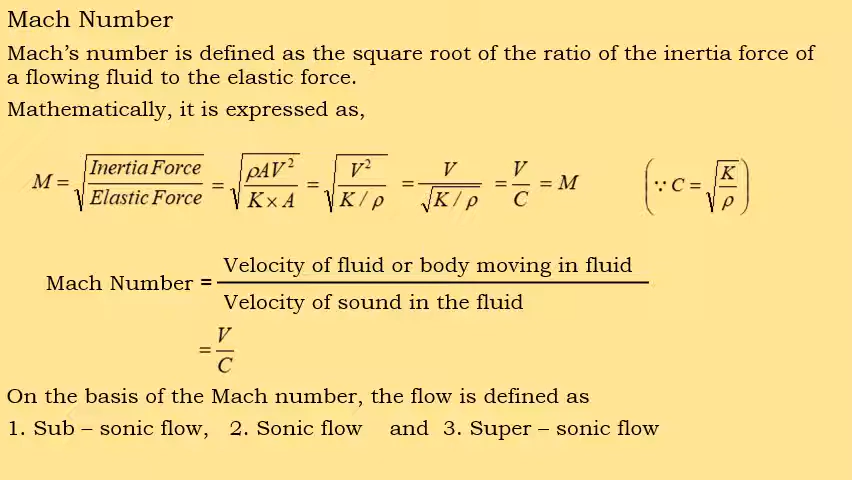 Mach Number
Mach’s number is defined as the square root of the ratio of the inertia force of
a flowing fluid to the elastic force.
Mathematically, it is expressed as,
M = √(Inertia Force / Elastic Force) = √(ρAV² / K × A) = √(V² / K / ρ) = V / √(K / ρ) = V / C = M (∵ C = √(K / ρ))
Mach Number = Velocity of fluid or body moving in fluid
Velocity of sound in the fluid
= V / C
On the basis of the Mach number, the flow is defined as
1. Sub – sonic flow, 2. Sonic flow and 3. Super – sonic flow